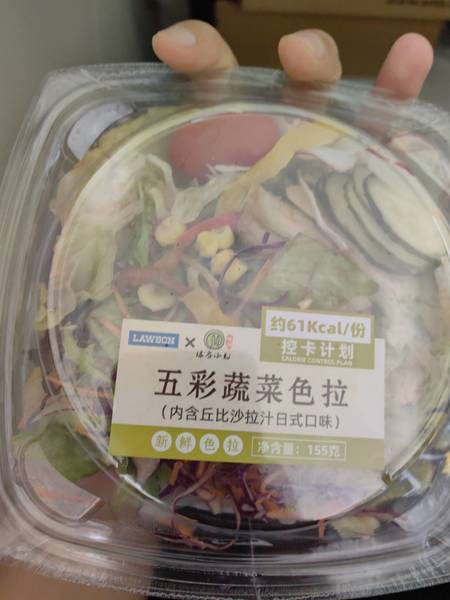 约61Kcal/份
控卡计划
CALORIE CONTROL PLAN
LAWSON ×
五彩蔬菜色拉
(内含丘比沙拉汁日式口味)
新鲜色拉 净含量:155克